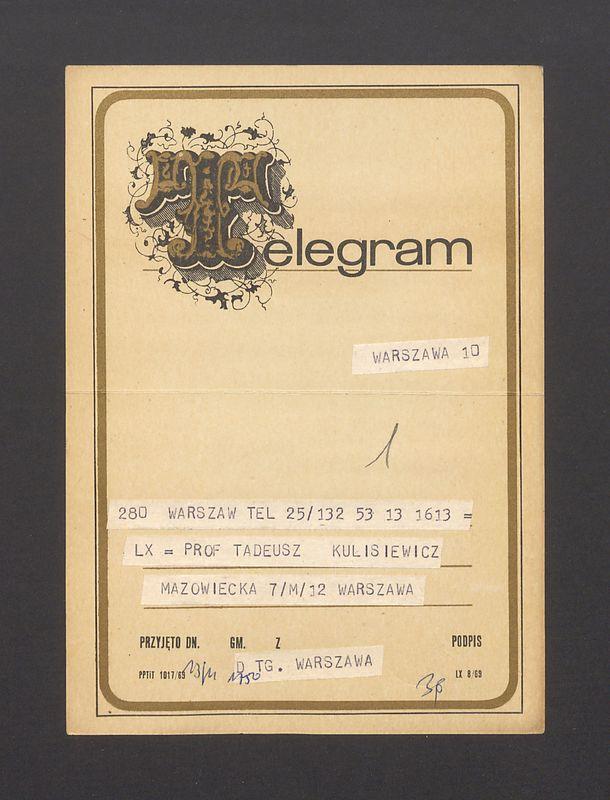 Telegram
WARSZAWA 10
1
280 WARSZAW TEL 25/132 53 13 1613 =
LX = PROF TADEUSZ KULISIEWICZ
MAZOWIECKA 7/M/12 WARSZAWA
PRZYJĘTO DN. GM. Z PODPIS
D TG. WARSZAWA
PPTiT 1017/69 LX 8/69